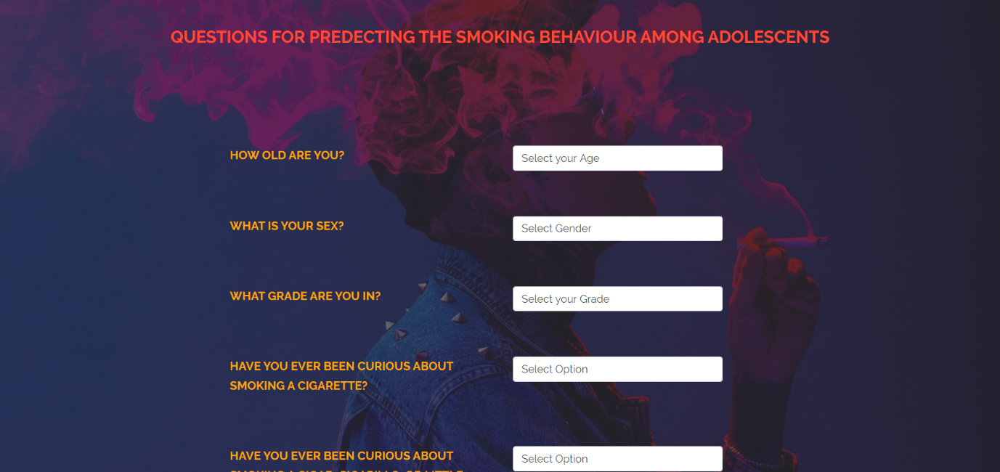 QUESTIONS FOR PREDECTING THE SMOKING BEHAVIOUR AMONG ADOLESCENTS
HOW OLD ARE YOU?
Select your Age
WHAT IS YOUR SEX?
Select Gender
WHAT GRADE ARE YOU IN?
Select your Grade
HAVE YOU EVER BEEN CURIOUS ABOUT
SMOKING A CIGARETTE?
Select Option
HAVE YOU EVER BEEN CURIOUS ABOUT
Select Option